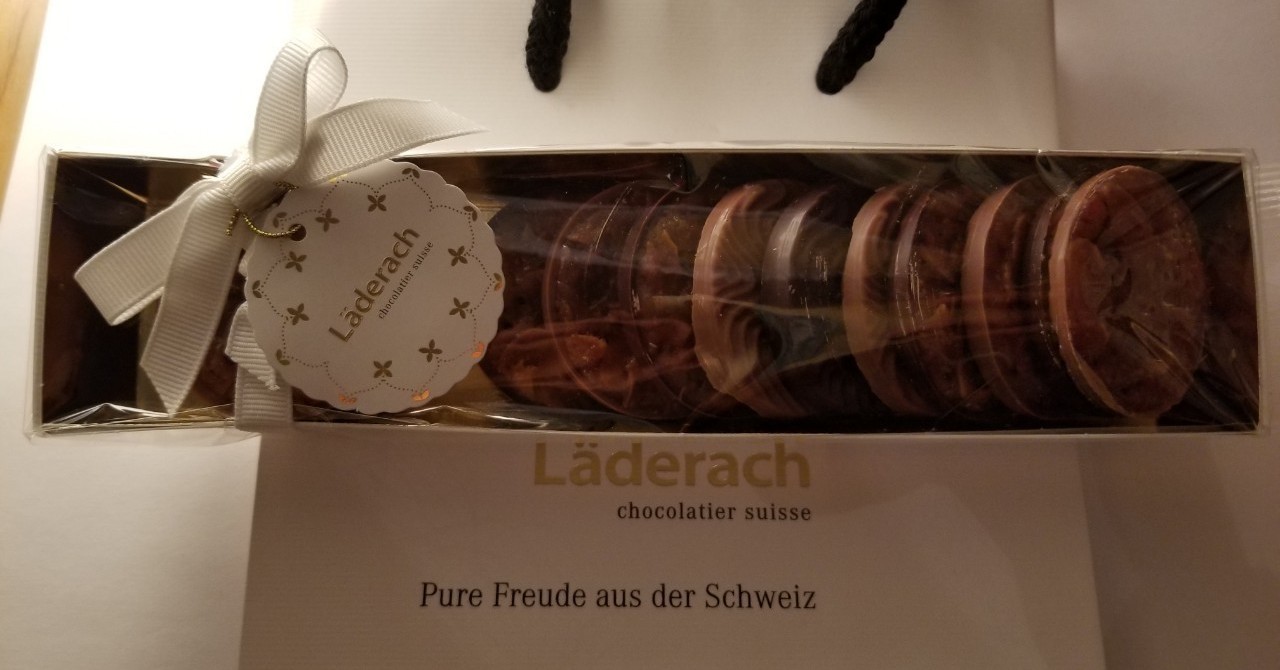 Läderach
chocolatier suisse
Läderach
chocolatier suisse
Pure Freude aus der Schweiz